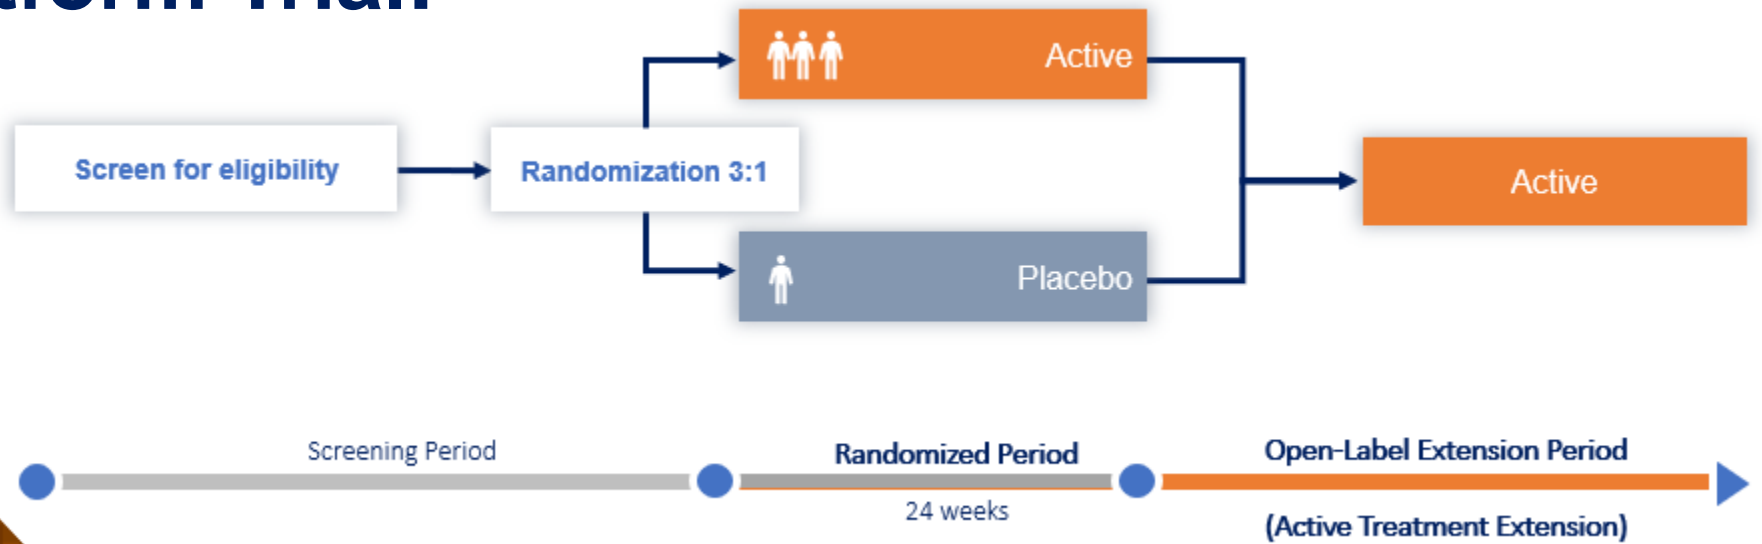 Trial
Active
Screen for eligibility
Randomization 3:1
Active
Placebo
Screening Period
Randomized Period
Open-Label Extension Period
24 weeks
(Active Treatment Extension)